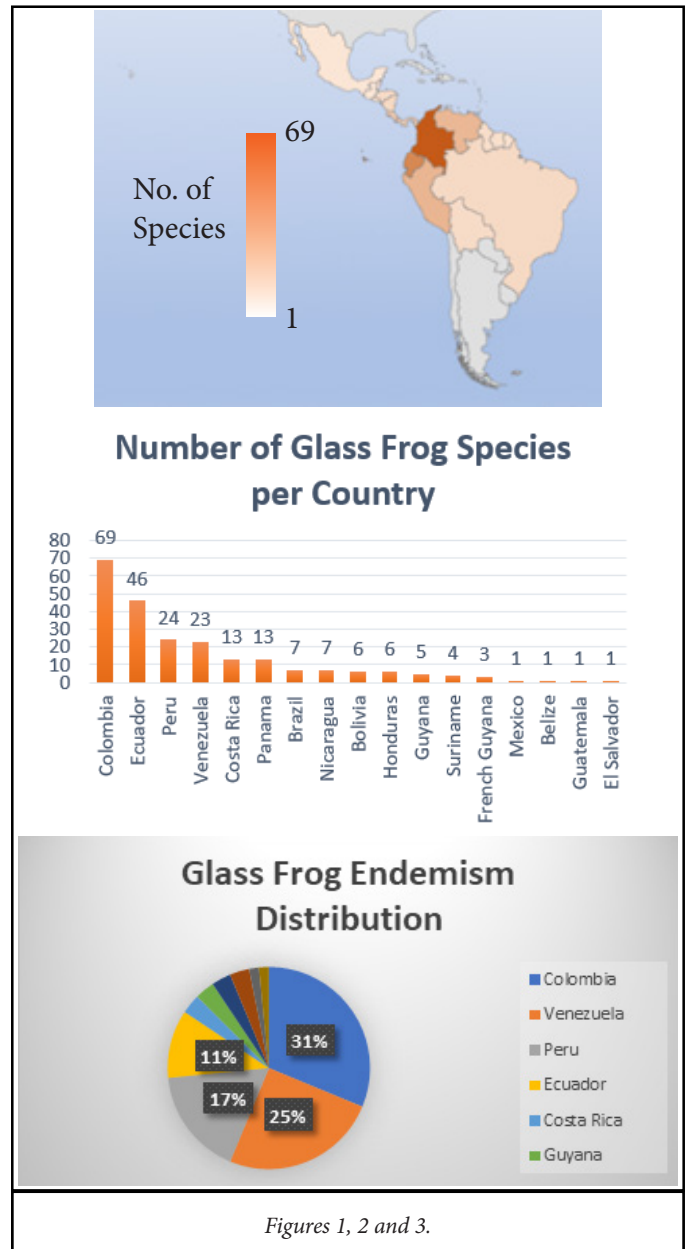 69
No. of
Species
1
Number of Glass Frog Species
per Country
80
70
60
50
40
30
20
10
0
69
46
24
23
13
13
7
7
6
6
5
4
3
1
1
1
1
Colombia
Ecuador
Peru
Venezuela
Costa Rica
Panama
Brazil
Nicaragua
Bolivia
Honduras
Guyana
Suriname
French Guyana
Mexico
Belize
Guatemala
El Salvador
Glass Frog Endemism
Distribution
31%
25%
17%
11%
Colombia
Venezuela
Peru
Ecuador
Costa Rica
Guyana
Figures 1, 2 and 3.